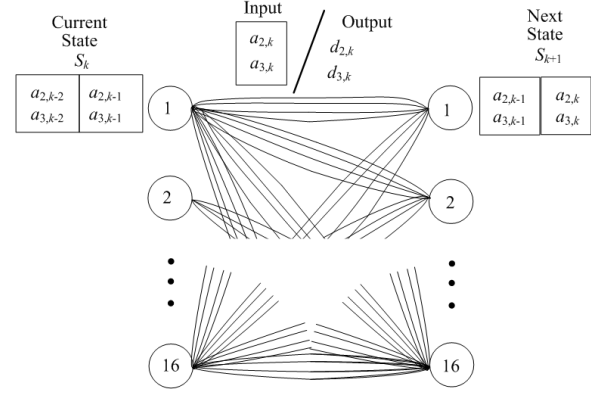 Current
State
S_k
a_{2,k-2} a_{2,k-1}
a_{3,k-2} a_{3,k-1}
Input
a_{2,k}
a_{3,k}
Output
d_{2,k}
d_{3,k}
Next
State
S_{k+1}
a_{2,k-1} a_{2,k}
a_{3,k-1} a_{3,k}
1
1
2
2
16
16